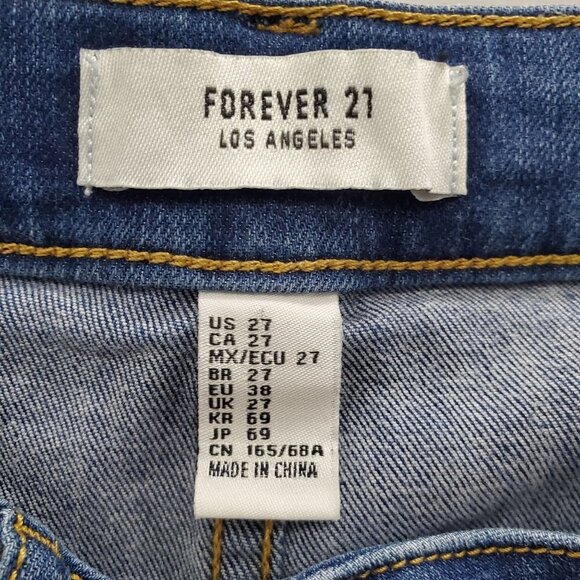 FOREVER 21
LOS ANGELES
US 27
CA 27
MX/ECU 27
BR 27
EU 38
UK 27
KR 69
JP 69
CN 165/68A
MADE IN CHINA